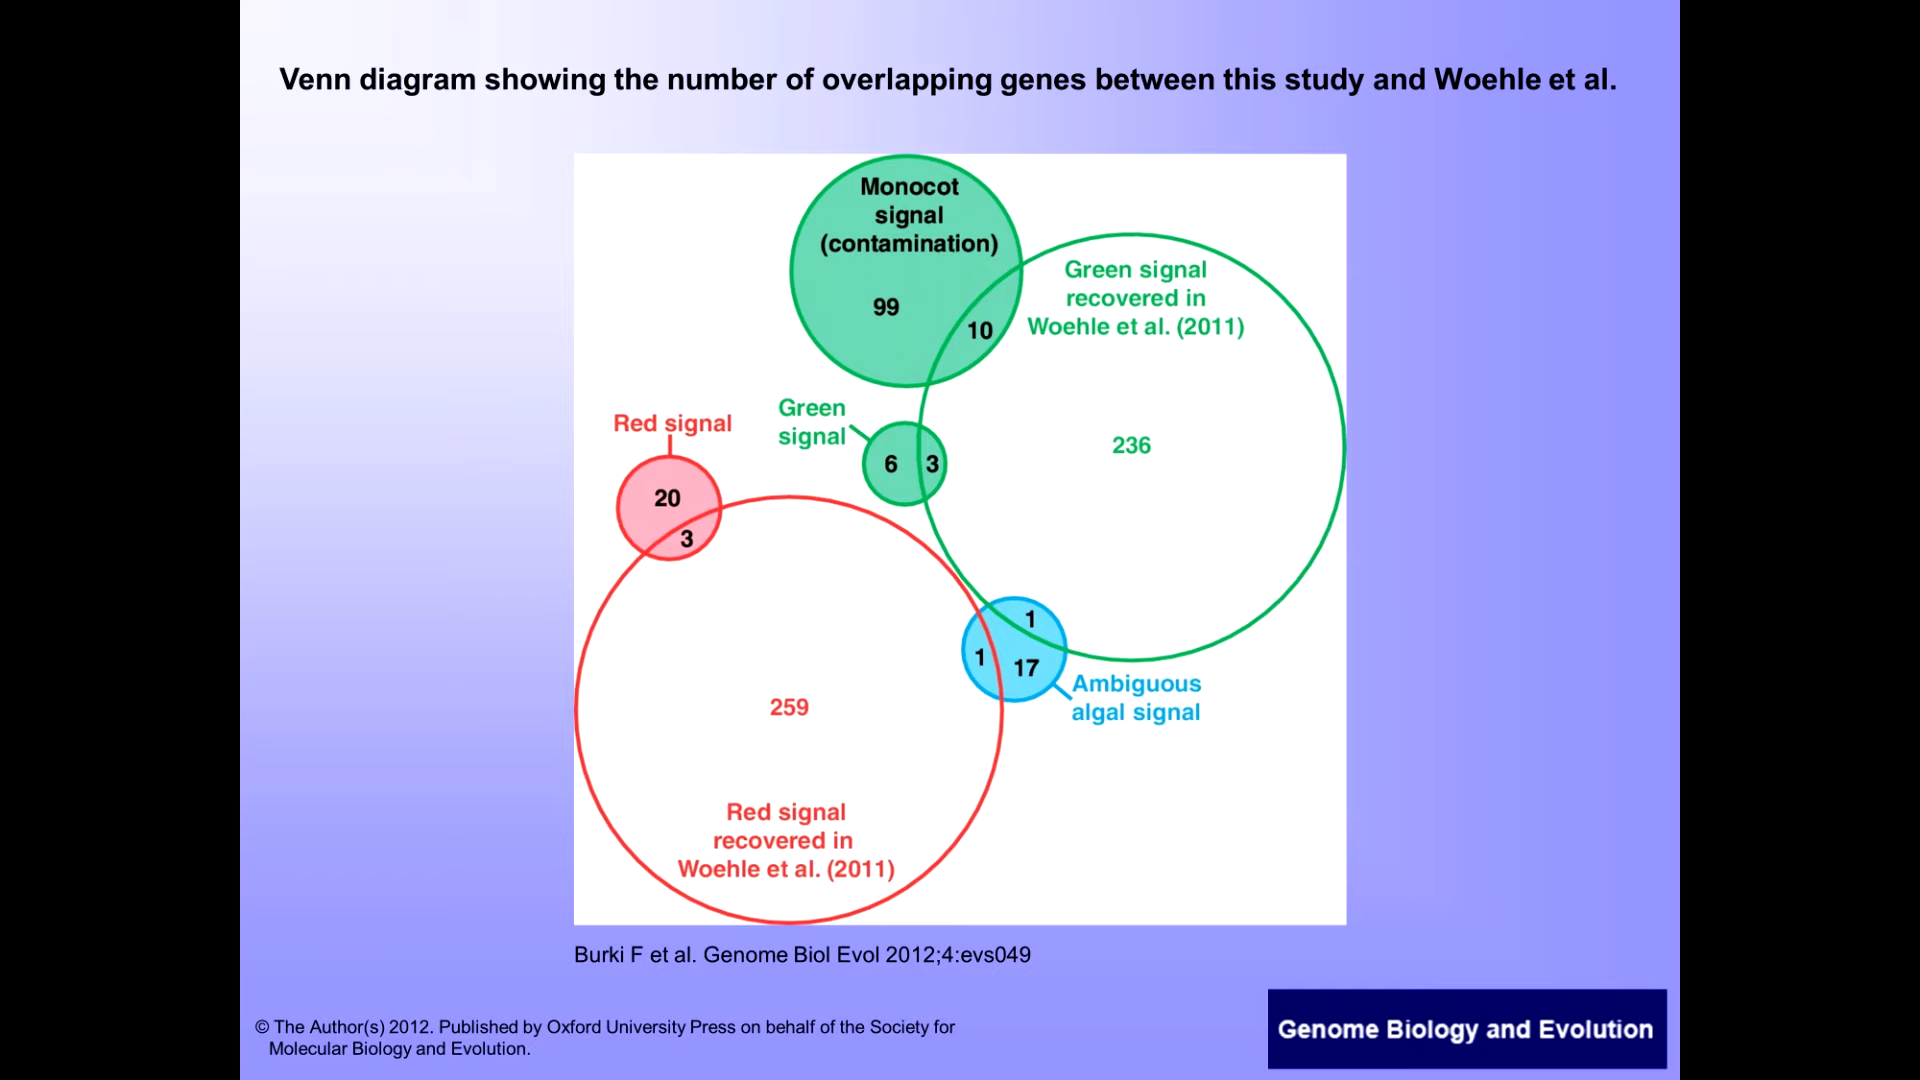 Venn diagram showing the number of overlapping genes between this study and Woehle et al.
Monocot
signal
(contamination)
99
10
Green signal
recovered in
Woehle et al. (2011)
236
Green
signal
6
3
Red signal
20
3
1
1
17
Ambiguous
algal signal
259
Red signal
recovered in
Woehle et al. (2011)
Burki F et al. Genome Biol Evol 2012;4:evs049
© The Author(s) 2012. Published by Oxford University Press on behalf of the Society for
Molecular Biology and Evolution.
Genome Biology and Evolution